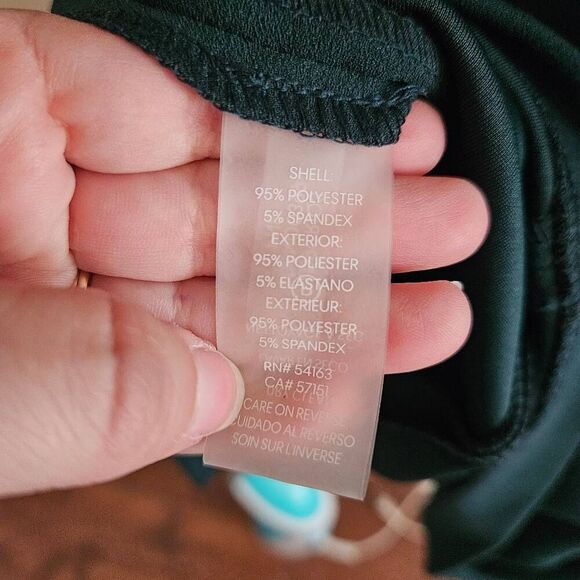 SHELL:
95% POLYESTER
5% SPANDEX
EXTERIOR:
95% POLIESTER
5% ELASTANO
EXTÉRIEUR:
95% POLYESTER
5% SPANDEX
RN# 54163
CA# 57151
CARE ON REVERSE
CUIDADO AL REVERSO
SOIN SUR L'INVERSE